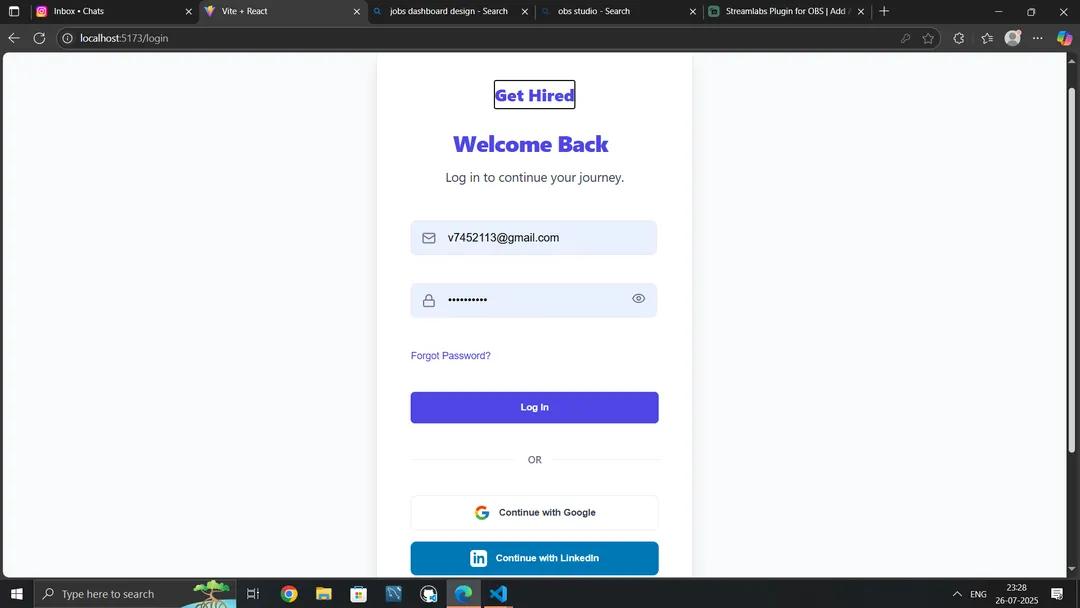 Inbox • Chats
Vite + React
jobs dashboard design - Search
obs studio - Search
Streamlabs Plugin for OBS | Add
localhost:5173/login
Get Hired
Welcome Back
Log in to continue your journey.
v7452113@gmail.com
••••••••••
Forgot Password?
Log In
OR
Continue with Google
in Continue with LinkedIn
Type here to search
ENG
23:28
26-07-2025